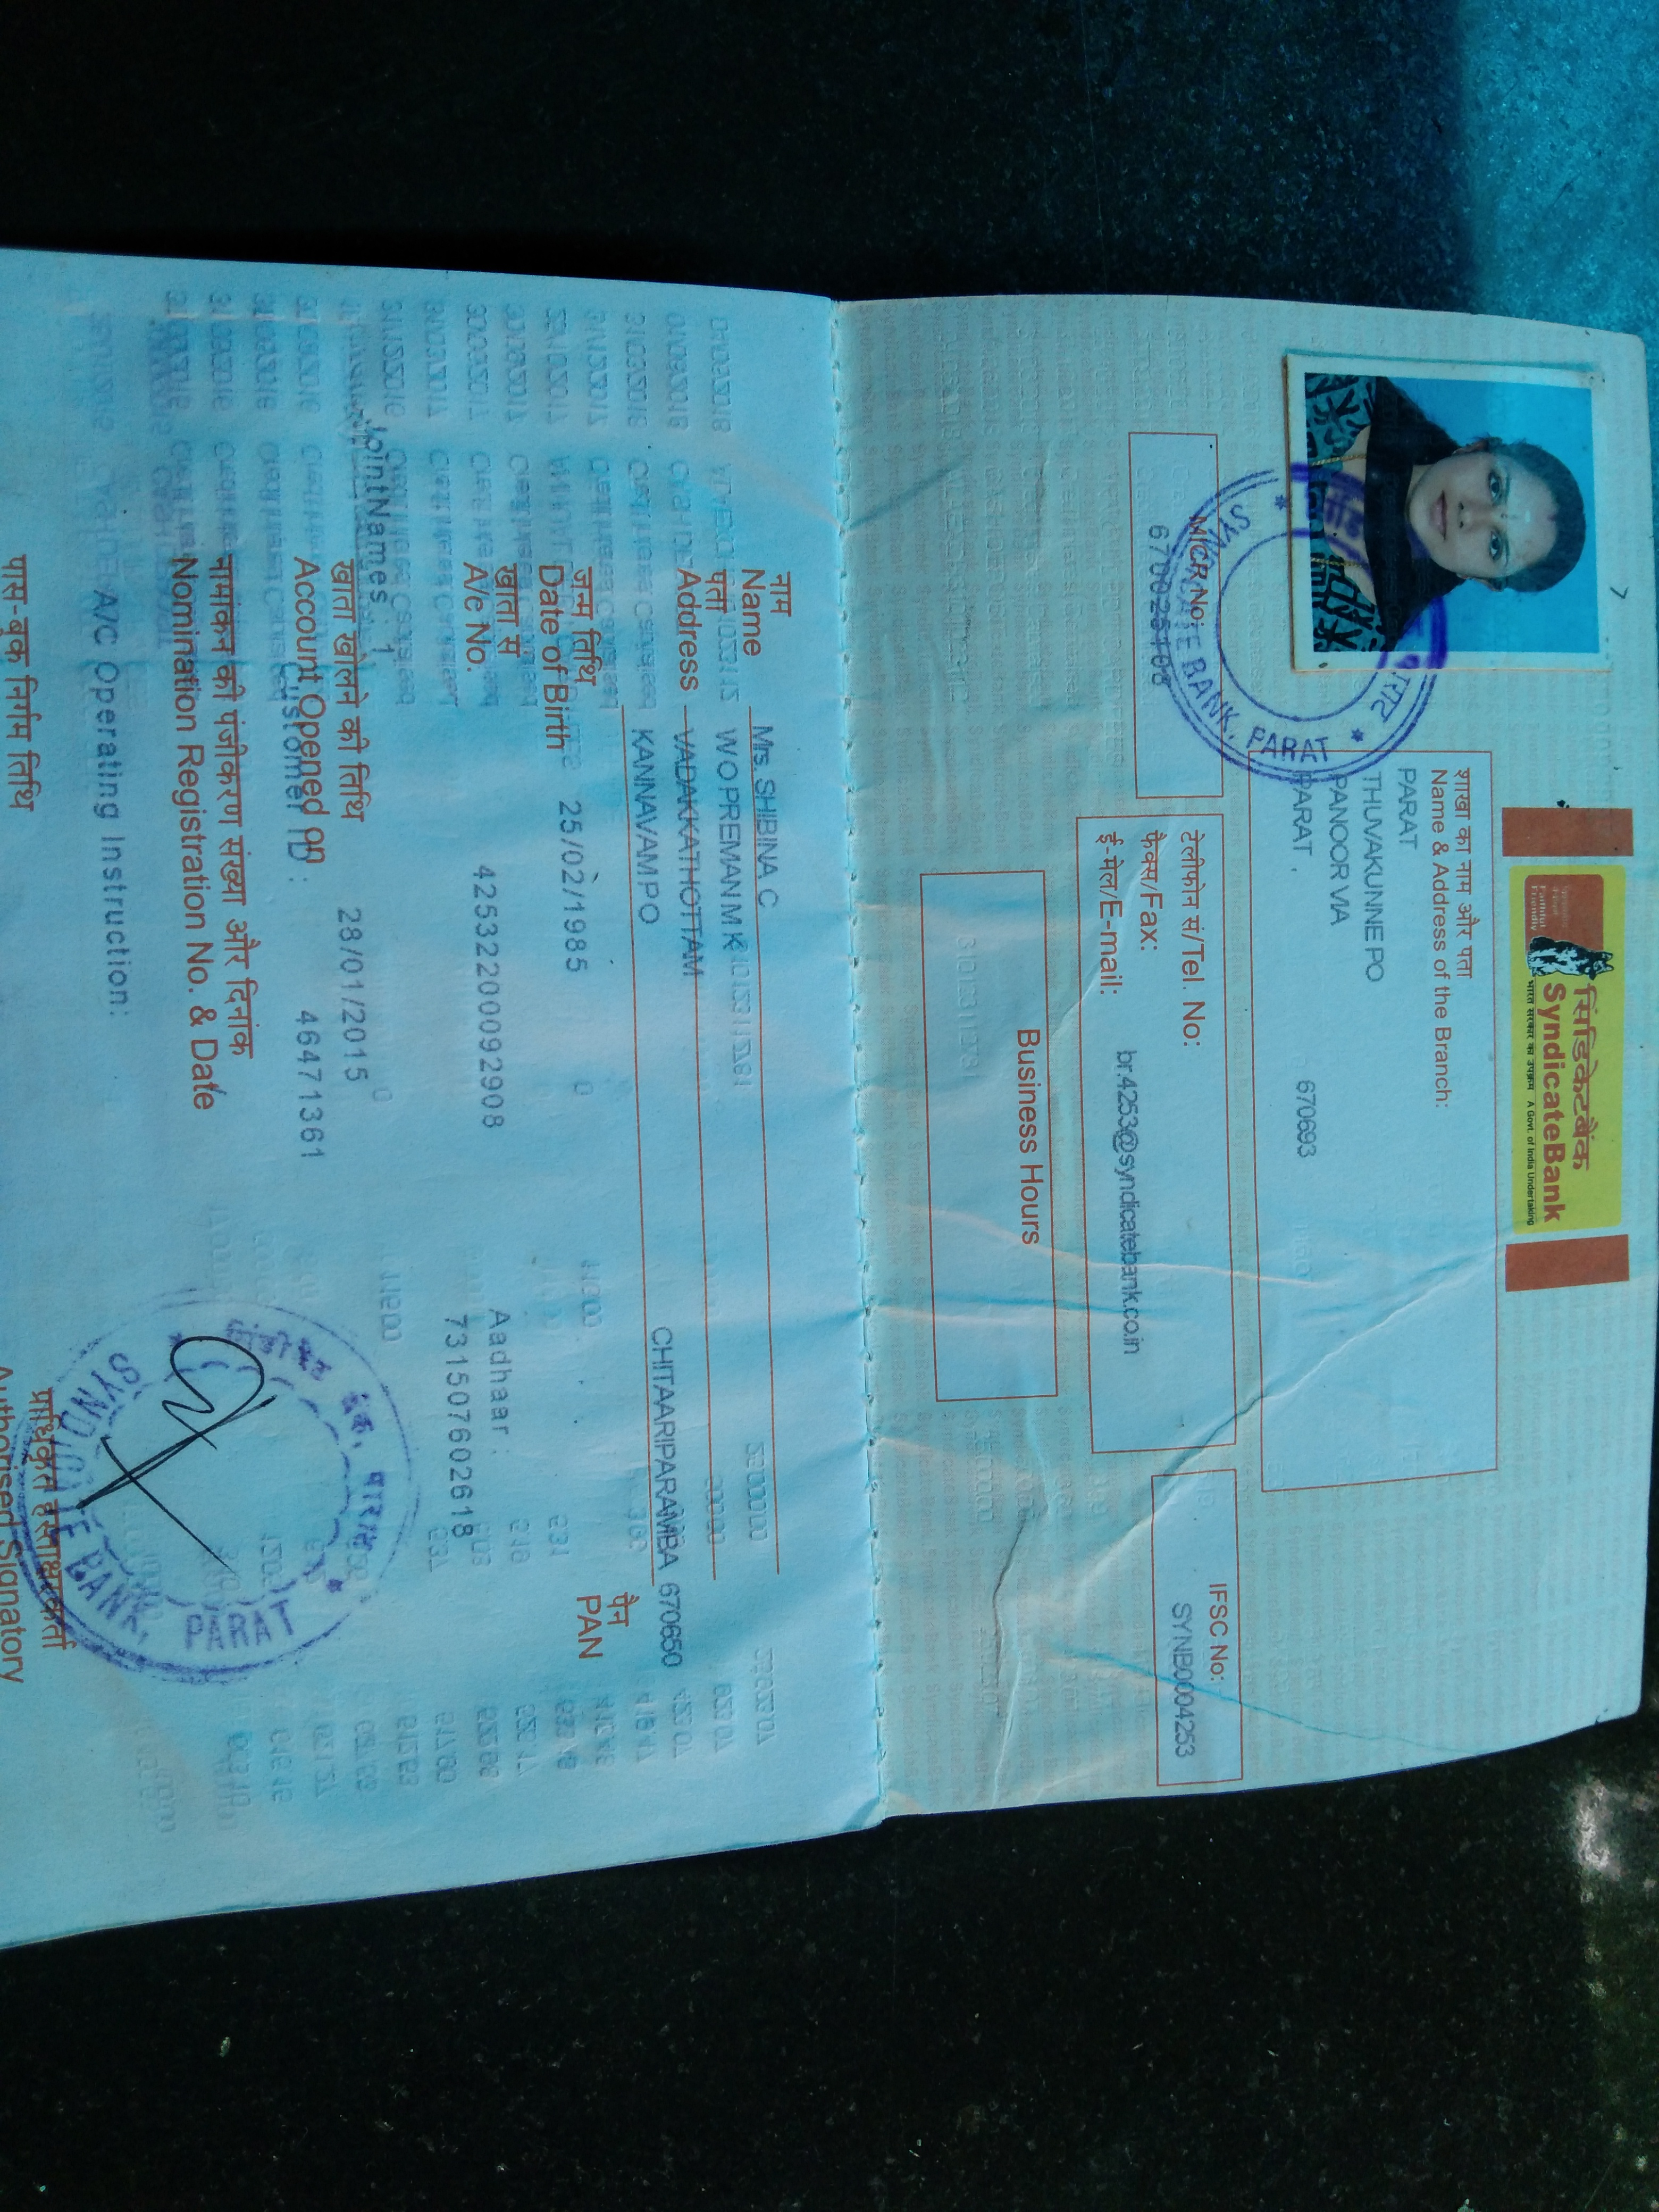 सिंडिकेटबैंक
SyndicateBank
भारत सरकार का उपक्रम A Govt. of India Undertaking
Faithful Friendly
शाखा का नाम और पता
Name & Address of the Branch:
PARAT
THUVAKUNNE PO
PANOOR VIA
PARAT, 670693
MICR No:
टेलीफोन सं/Tel. No:
फैक्स/Fax:
ई-मेल/E-mail: br.4253@syndicatebank.co.in
IFSC No:
SYNB0004253
SYNDICATE BANK, PARAT
Business Hours
नाम
Name Mrs. SHIBINA C
पता W O PREMAN M K
Address VADAKKATHOTTAM
KANNAVAM PO CHITAARIPARAMBA 670650
जन्म तिथि
Date of Birth 25/02/1985
पैन
PAN
खाता सं
A/c No. 42532200092908
Aadhaar :
731507602618
JointNames : 1
खाता खोलने की तिथि 28/01/2015
Account Opened on
Customer ID : 46471361
नामांकन की पंजीकरण संख्या और दिनांक
Nomination Registration No. & Date
A/C Operating Instruction:
सिंडिकेट बैंक, पाराट
SYNDICATE BANK, PARAT
पास-बुक निर्गम तिथि
प्राधिकृत हस्ताक्षरकर्ता
Authorised Signatory